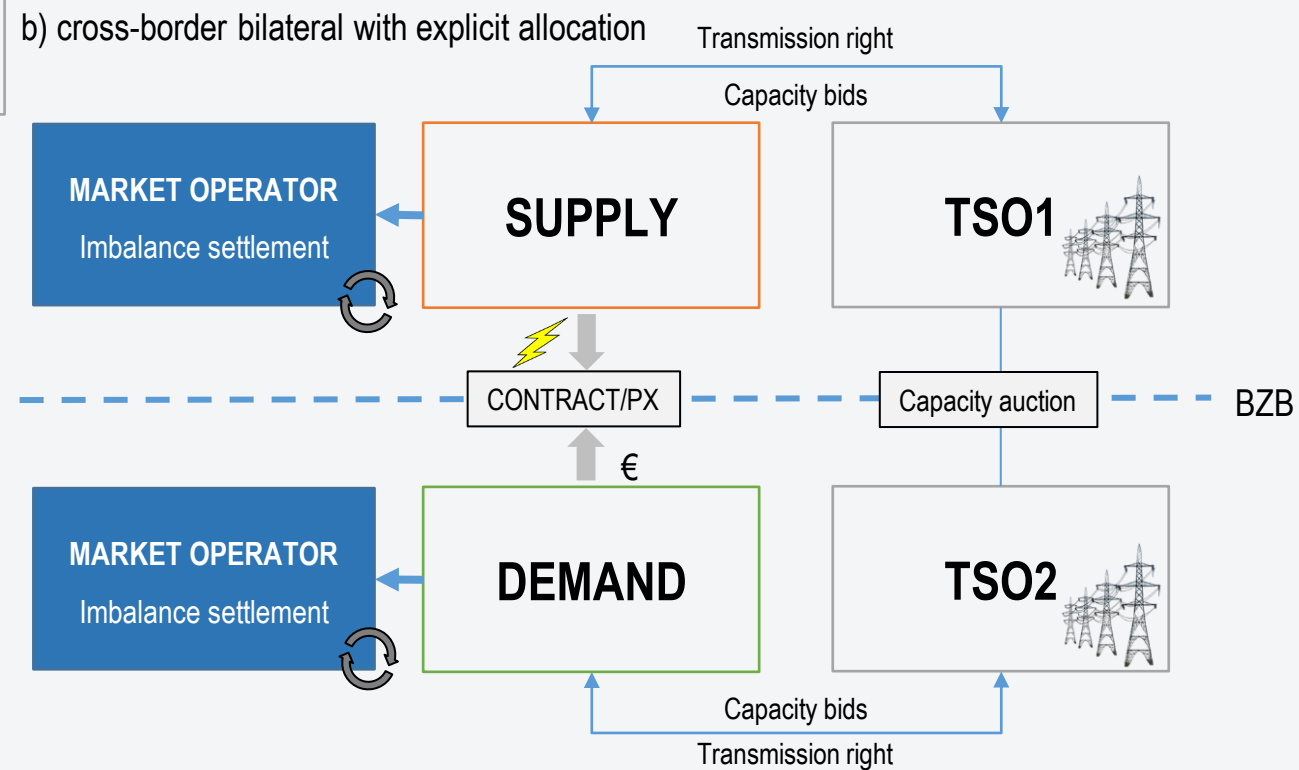 b) cross-border bilateral with explicit allocation
Transmission right
Capacity bids
MARKET OPERATOR
Imbalance settlement
SUPPLY
TSO1
CONTRACT/PX
Capacity auction
BZB
€
MARKET OPERATOR
Imbalance settlement
DEMAND
TSO2
Capacity bids
Transmission right